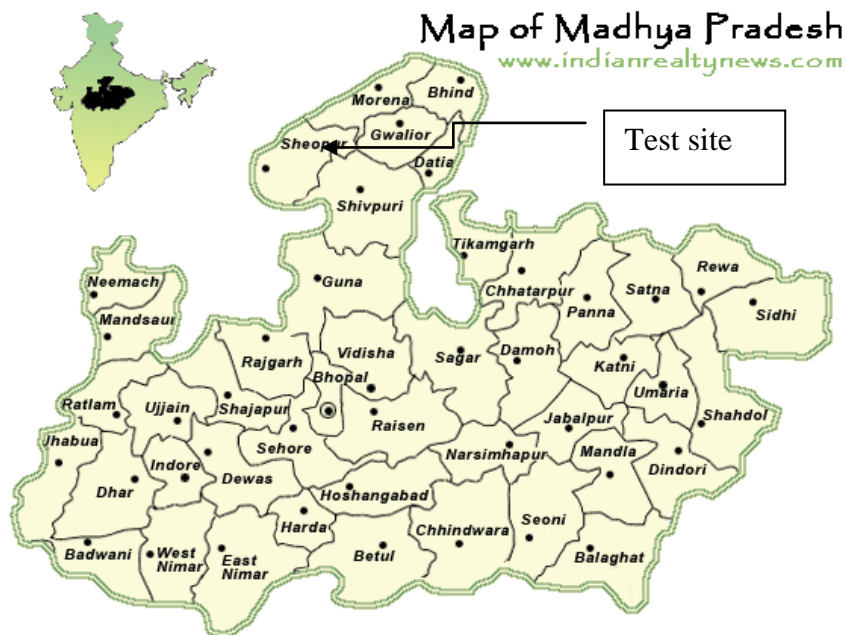 Map of Madhya Pradesh
www.indianrealtynews.com
Test site
Bhind
Morena
Gwalior
Sheopur
Datia
Shivpuri
Tikamgarh
Rewa
Neemach
Guna
Chhatarpur
Satna
Panna
Sidhi
Mandsaur
Rajgarh
Vidisha
Sagar
Damoh
Katni
Bhopal
Umaria
Ratlam
Ujjain
Shajapur
Raisen
Jabalpur
Shahdol
Jhabua
Sehore
Narsimhapur
Mandla
Indore
Dewas
Dindori
Dhar
Hoshangabad
Harda
Chhindwara
Seoni
Badwani
West
Nimar
East
Nimar
Betul
Balaghat